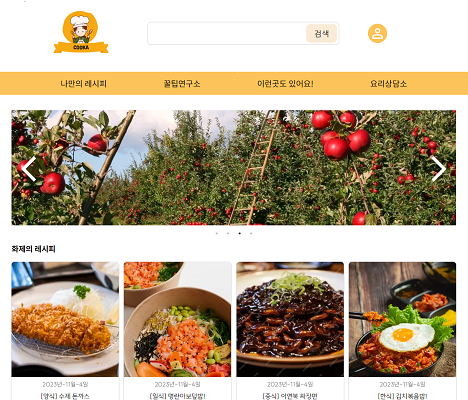 COOKA
검색
나만의 레시피 꿀팁연구소 이런곳도 있어요! 요리상담소
화제의 레시피
2023년-11월-4일 2023년-11월-4일 2023년-11월-4일 2023년-11월-4일
[양식] 수제 돈까스 [일식] 명란아보덮밥! [중식] 이연복 짜장면 [한식] 김치볶음밥!